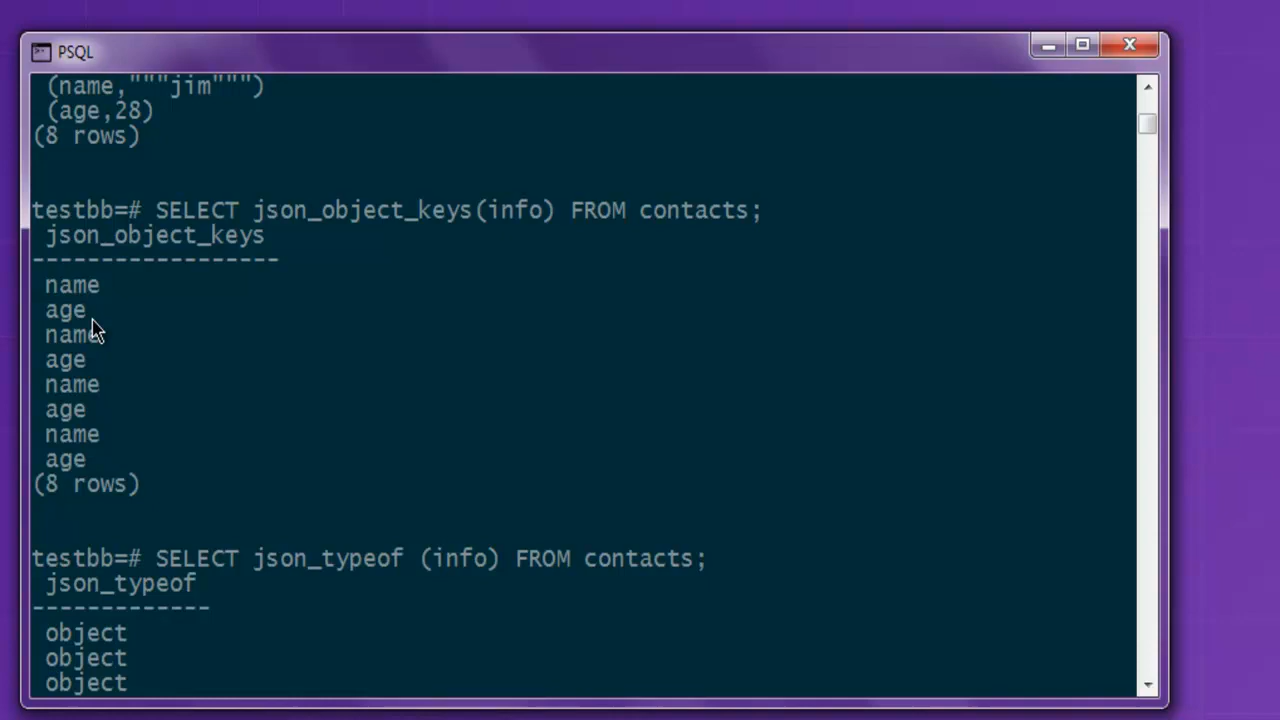 PSQL
(name,"""jim""")
(age,28)
(8 rows)
testbb=# SELECT json_object_keys(info) FROM contacts;
json_object_keys
------------------
name
age
name
age
name
age
name
age
(8 rows)
testbb=# SELECT json_typeof (info) FROM contacts;
json_typeof
-------------
object
object
object